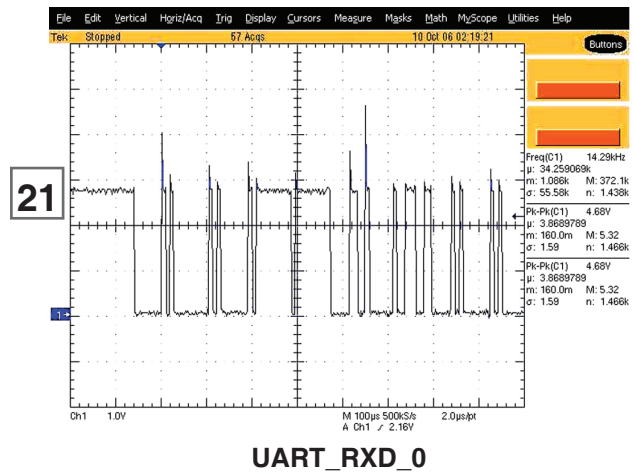 File Edit Vertical Horiz/Acq Trig Display Cursors Measure Masks Math MyScope Utilities Help
Tek Stopped 67 Acqs 10 Oct 06 02:19:21
Buttons
Freq(C1) 14.29kHz
µ: 34.259069k
m: 1.086k M: 372.1k
σ: 55.58k n: 1.438k
Pk-Pk(C1) 4.68V
µ: 3.8689789
m: 160.0m M: 5.32
σ: 1.59 n: 1.466k
Pk-Pk(C1) 4.68V
µ: 3.8689789
m: 160.0m M: 5.32
σ: 1.59 n: 1.466k
21
1
Ch1 1.0V M 100µs 500kS/s 2.0µs/pt
A Ch1 ∕ 2.16V
UART_RXD_0